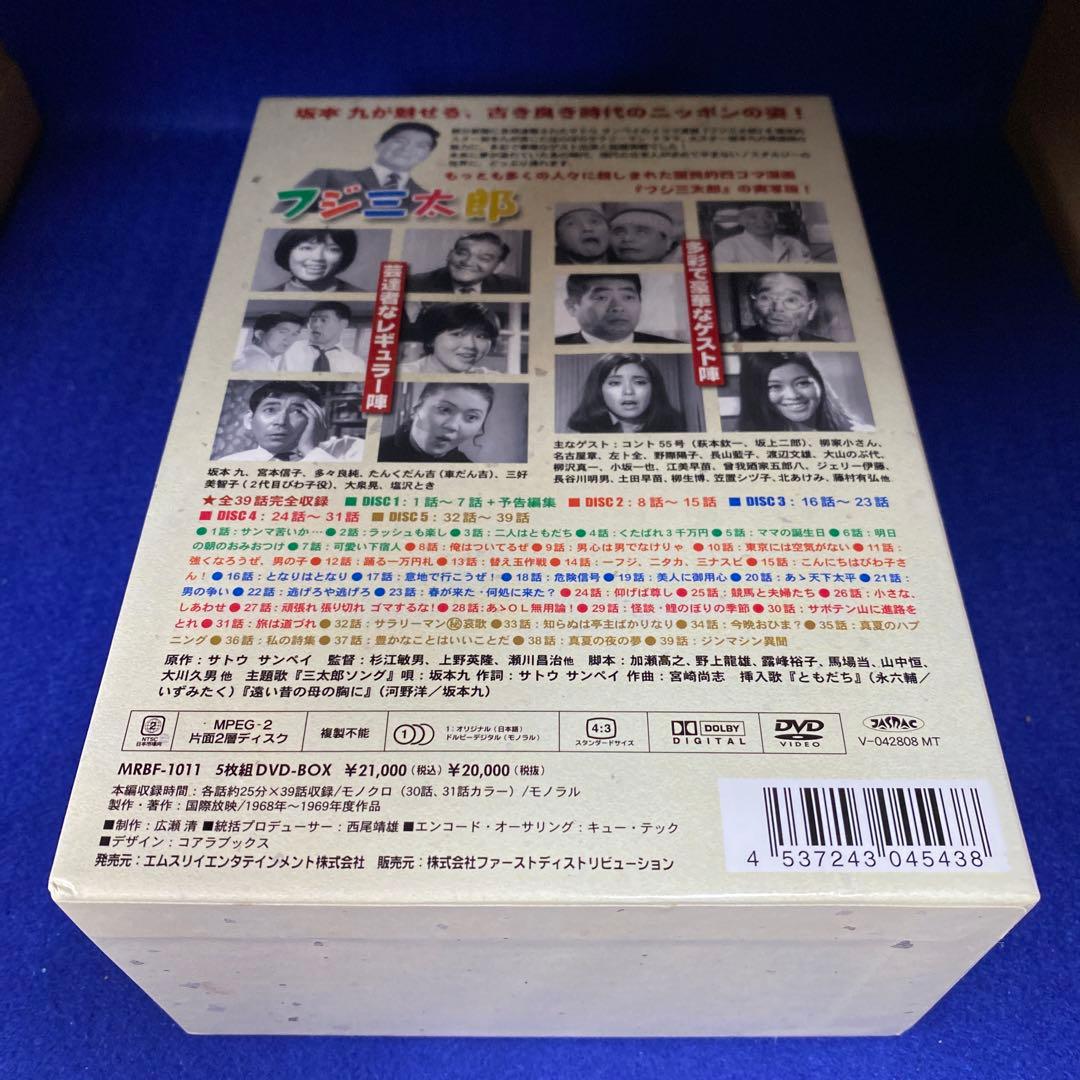 坂本 九が魅せる、古き良き時代のニッポンの姿!
もっとも多くの人々に親しまれた国民的四コマ漫画
『フジ三太郎』の実写版!
フジ三太郎
芸達者なレギュラー陣
多彩で豪華なゲスト陣
坂本 九、宮本信子、多々良純、たんくだん吉(車だん吉)、三好
美智子(2代目びわ子役)、大泉滉、塩沢とき
主なゲスト:コント55号(萩本欽一、坂上二郎)、柳家小さん、
名古屋章、左卜全、野際陽子、長山藍子、渡辺文雄、大山のぶ代、
柳沢真一、小坂一也、江美早苗、曾我廼家五郎八、ジェリー伊藤、
長谷川明男、土田早苗、柳生博、笠置シヅ子、北あけみ、藤村有弘他
★全39話完全収録 ■DISC1:1話〜7話+予告編集 ■DISC2:8話〜15話 ■DISC3:16話〜23話
■DISC4:24話〜31話 ■DISC5:32話〜39話
●1話:サンマ苦いか…●2話:ラッシュも楽し●3話:二人はともだち●4話:くたばれ3千万円●5話:ママの誕生日●6話:明日
の朝のおみおつけ●7話:可愛い下宿人●8話:俺はついてるぜ●9話:男心は男でなけりゃ ●10話:東京には空気がない●11話:
強くなろうぜ、男の子●12話:踊る一万円札 ●13話:替え玉作戦●14話:一フジ、二タカ、三ナスビ●15話:こんにちはびわ子さ
ん!●16話:となりはとなり●17話:意地で行こうぜ!●18話:危険信号●19話:美人に御用心●20話:あゝ天下太平●21話:
男の争い●22話:逃げろや逃げろ●23話:春が来た・何処に来た?●24話:仰げば尊し●25話:競馬と夫婦たち●26話:小さな、
しあわせ●27話:頑張れ 張り切れ ゴマするな!●28話:あゝOL無用論!●29話:怪談・鯉のぼりの季節●30話:サボテン山に進路を
とれ●31話:旅は道づれ●32話:サラリーマン㊙哀歌●33話:知らぬは亭主ばかりなり●34話:今晩おひま?●35話:真夏のハプ
ニング●36話:私の詩集●37話:豊かなことはいいことだ●38話:真夏の夜の夢●39話:ジンマシン異聞
原作:サトウ サンペイ 監督:杉江敏男、上野英隆、瀬川昌治他 脚本:加瀬高之、野上龍雄、露峰裕子、馬場当、山中恒、
大川久男他 主題歌『三太郎ソング』唄:坂本九 作詞:サトウ サンペイ 作曲:宮崎尚志 挿入歌『ともだち』(永六輔/
いずみたく)『遠い昔の母の胸に』(河野洋/坂本九)
2
NTSC
日本市場向
MPEG-2
片面2層ディスク
複製不能
1
1:オリジナル(日本語)
ドルビーデジタル(モノラル)
4:3
スタンダードサイズ
DOLBY
DIGITAL
DVD
VIDEO
JASRAC
V-042808 MT
MRBF-1011 5枚組DVD-BOX ¥21,000(税込)¥20,000(税抜)
本編収録時間:各話約25分×39話収録/モノクロ(30話、31話カラー)/モノラル
製作・著作:国際放映/1968年〜1969年度作品
■制作:広瀬 清 ■統括プロデューサー:西尾靖雄 ■エンコード・オーサリング:キュー・テック
■デザイン:コアラブックス
発売元:エムスリイエンタテインメント株式会社 販売元:株式会社ファーストディストリビューション
4 537243 045438